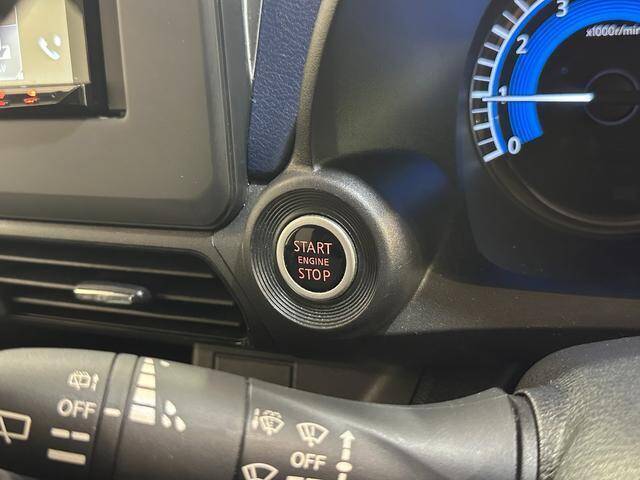 3
x1000r/min
2
1
0
START
ENGINE
STOP
OFF
OFF